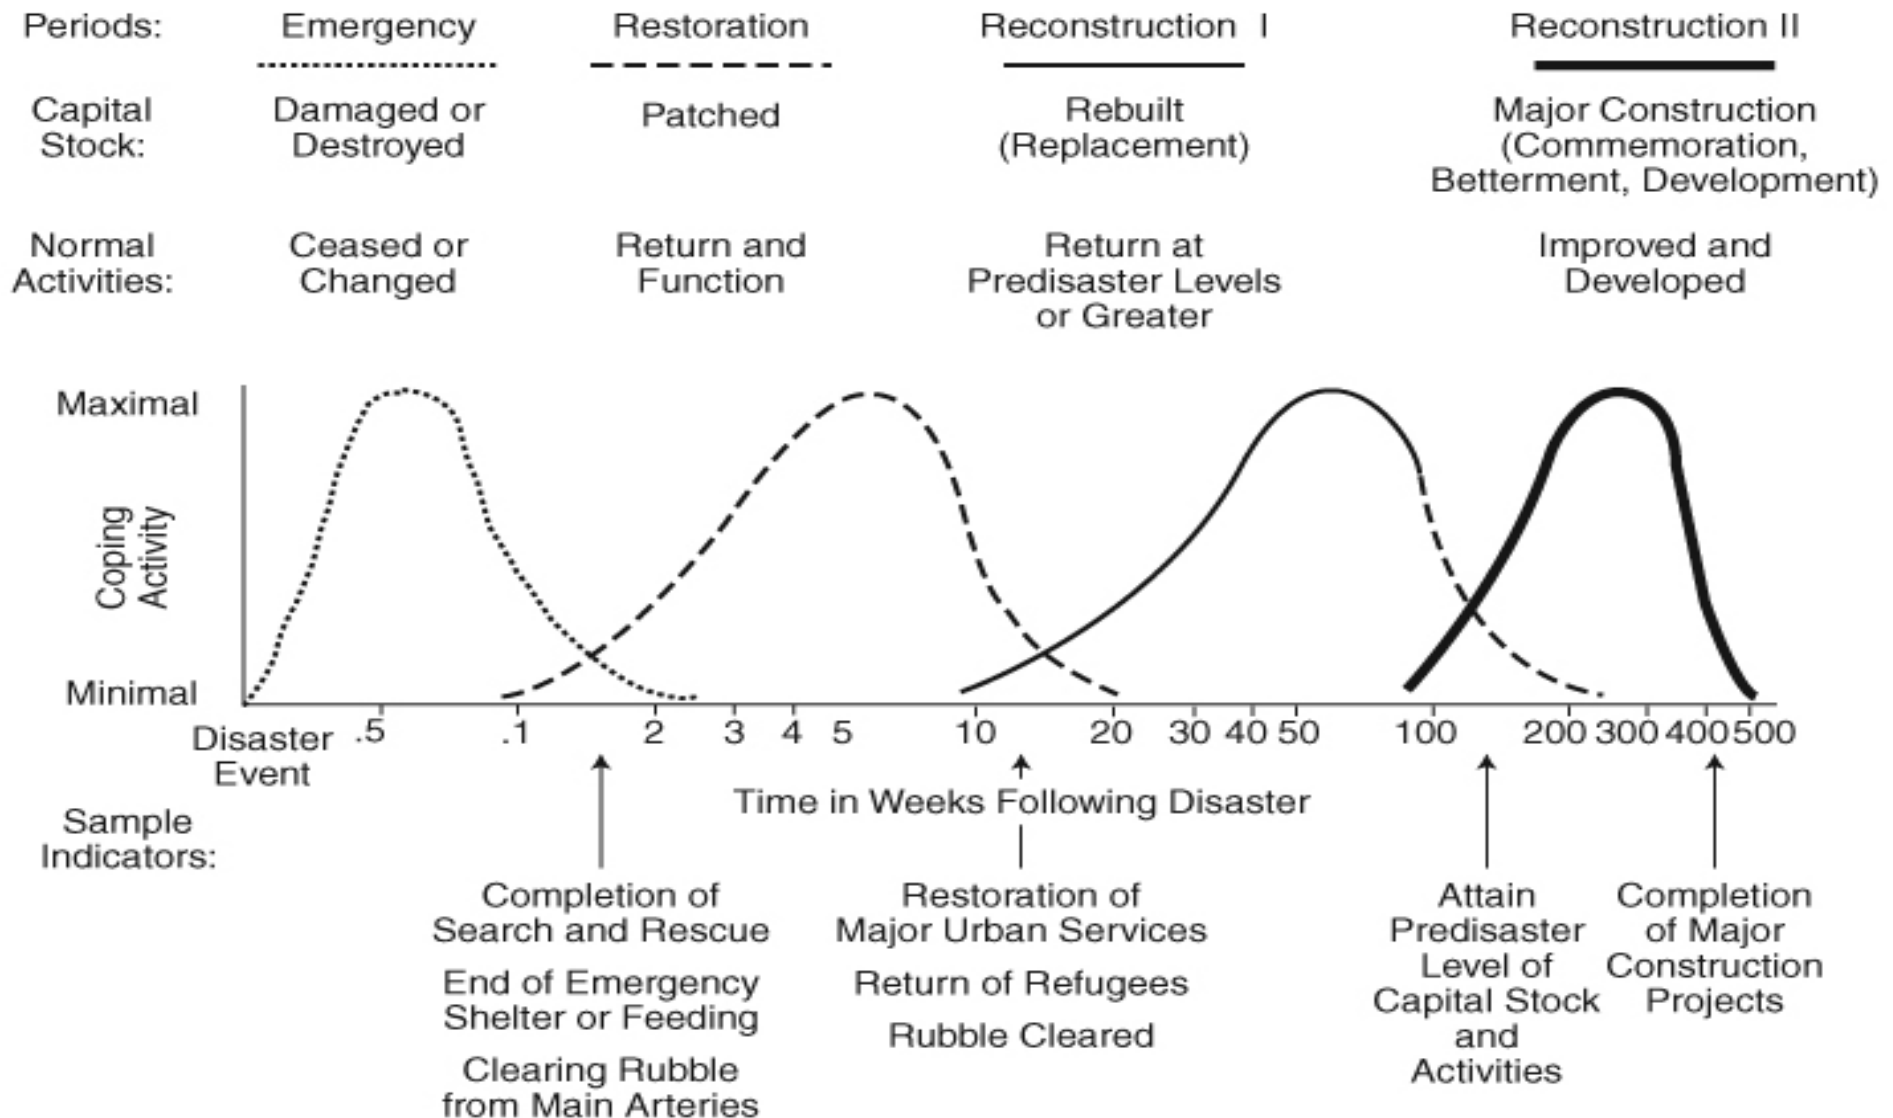 Periods: Emergency Restoration Reconstruction I Reconstruction II
Capital
Stock:
Damaged or
Destroyed
Patched
Rebuilt
(Replacement)
Major Construction
(Commemoration,
Betterment, Development)
Normal
Activities:
Ceased or
Changed
Return and
Function
Return at
Predisaster Levels
or Greater
Improved and
Developed
Maximal
Coping
Activity
Minimal
Disaster
Event
.5 .1 2 3 4 5 10 20 30 40 50 100 200 300 400 500
Time in Weeks Following Disaster
Sample
Indicators:
Completion of
Search and Rescue
End of Emergency
Shelter or Feeding
Clearing Rubble
from Main Arteries
Restoration of
Major Urban Services
Return of Refugees
Rubble Cleared
Attain
Predisaster
Level of
Capital Stock
and
Activities
Completion
of Major
Construction
Projects